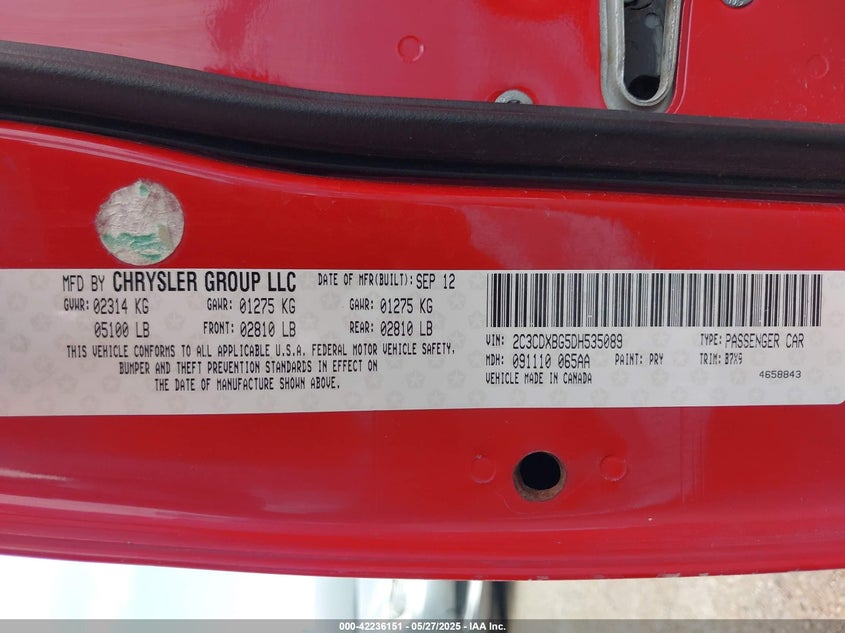 MFD BY CHRYSLER GROUP LLC DATE OF MFR(BUILT): SEP 12
GVWR: 02314 KG GAWR: 01275 KG GAWR: 01275 KG
05100 LB FRONT: 02810 LB REAR: 02810 LB
THIS VEHICLE CONFORMS TO ALL APPLICABLE U.S.A. FEDERAL MOTOR VEHICLE SAFETY,
BUMPER AND THEFT PREVENTION STANDARDS IN EFFECT ON
THE DATE OF MANUFACTURE SHOWN ABOVE.
VIN: 2C3CDXBG5DH535089 TYPE: PASSENGER CAR
MDH: 091110 065AA PAINT: PRY TRIM: B7X9
VEHICLE MADE IN CANADA 4658843
000-42236151 — 05/27/2025 — IAA Inc.